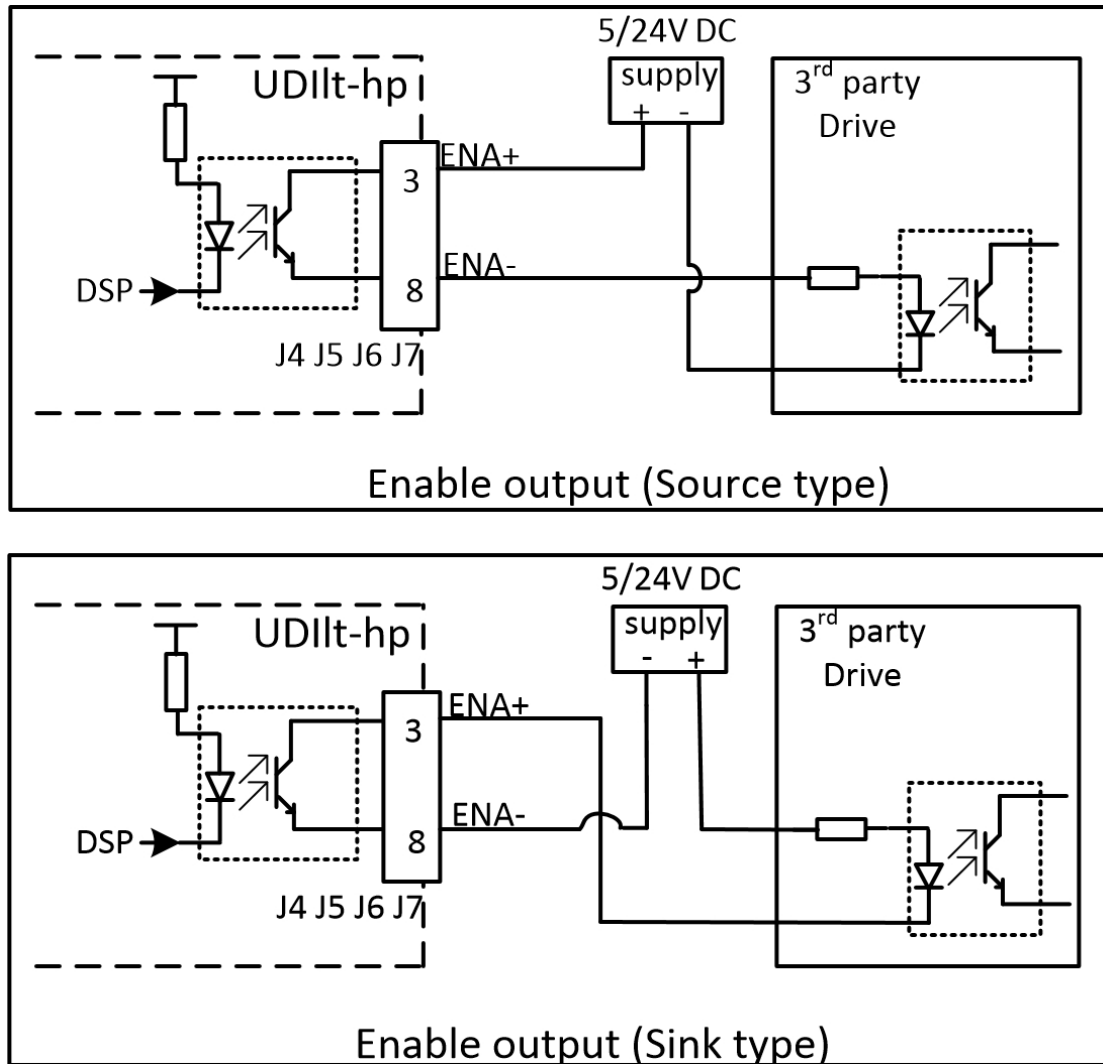 5/24V DC
UDIlt-hp
supply
+ -
3rd party
Drive
ENA+
3
ENA-
DSP
8
J4 J5 J6 J7
Enable output (Source type)
5/24V DC
UDIlt-hp
supply
- +
3rd party
Drive
ENA+
3
ENA-
DSP
8
J4 J5 J6 J7
Enable output (Sink type)